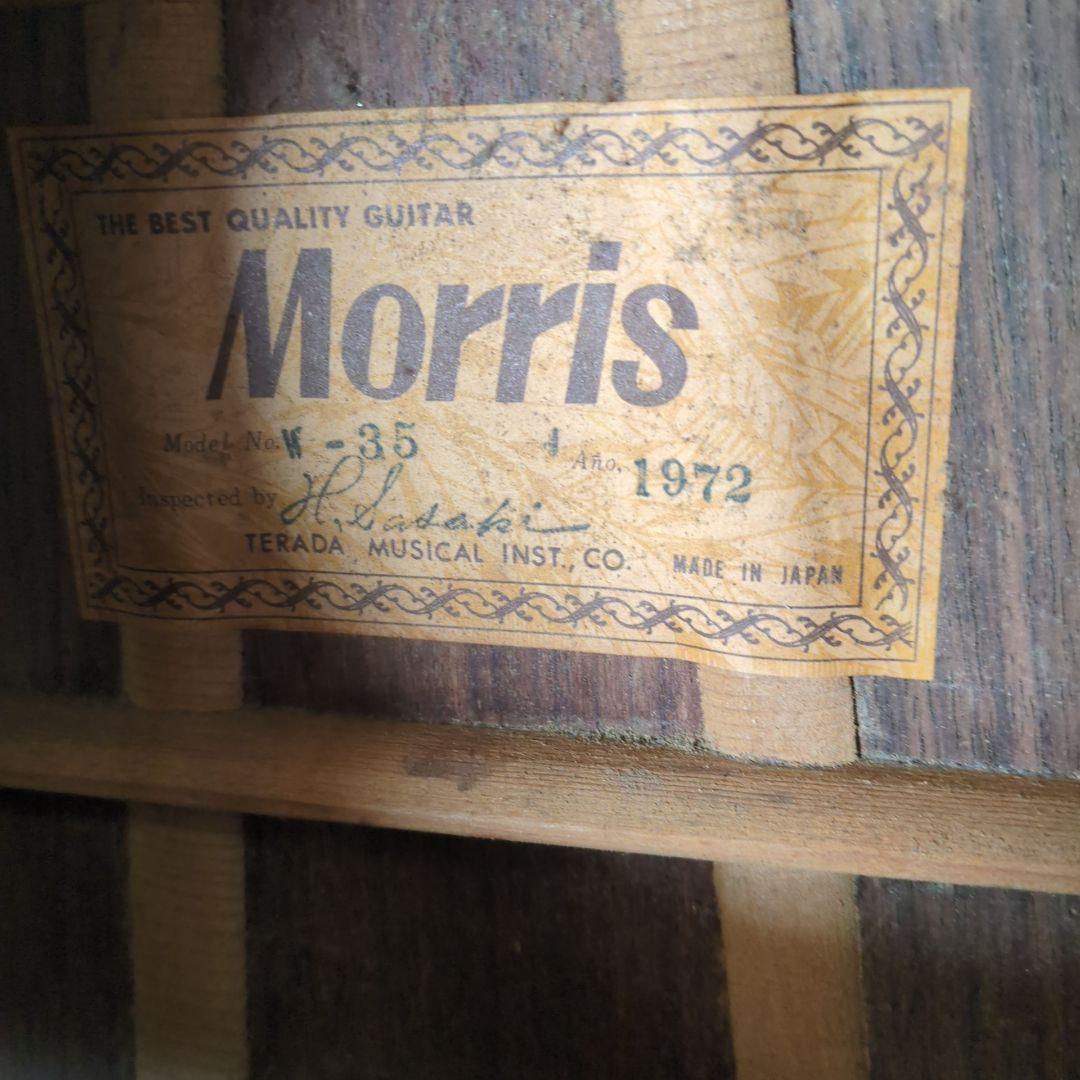 THE BEST QUALITY GUITAR
Morris
Model No. W-35 4 Año. 1972
Inspected by H. Sasaki
TERADA MUSICAL INST., CO. MADE IN JAPAN